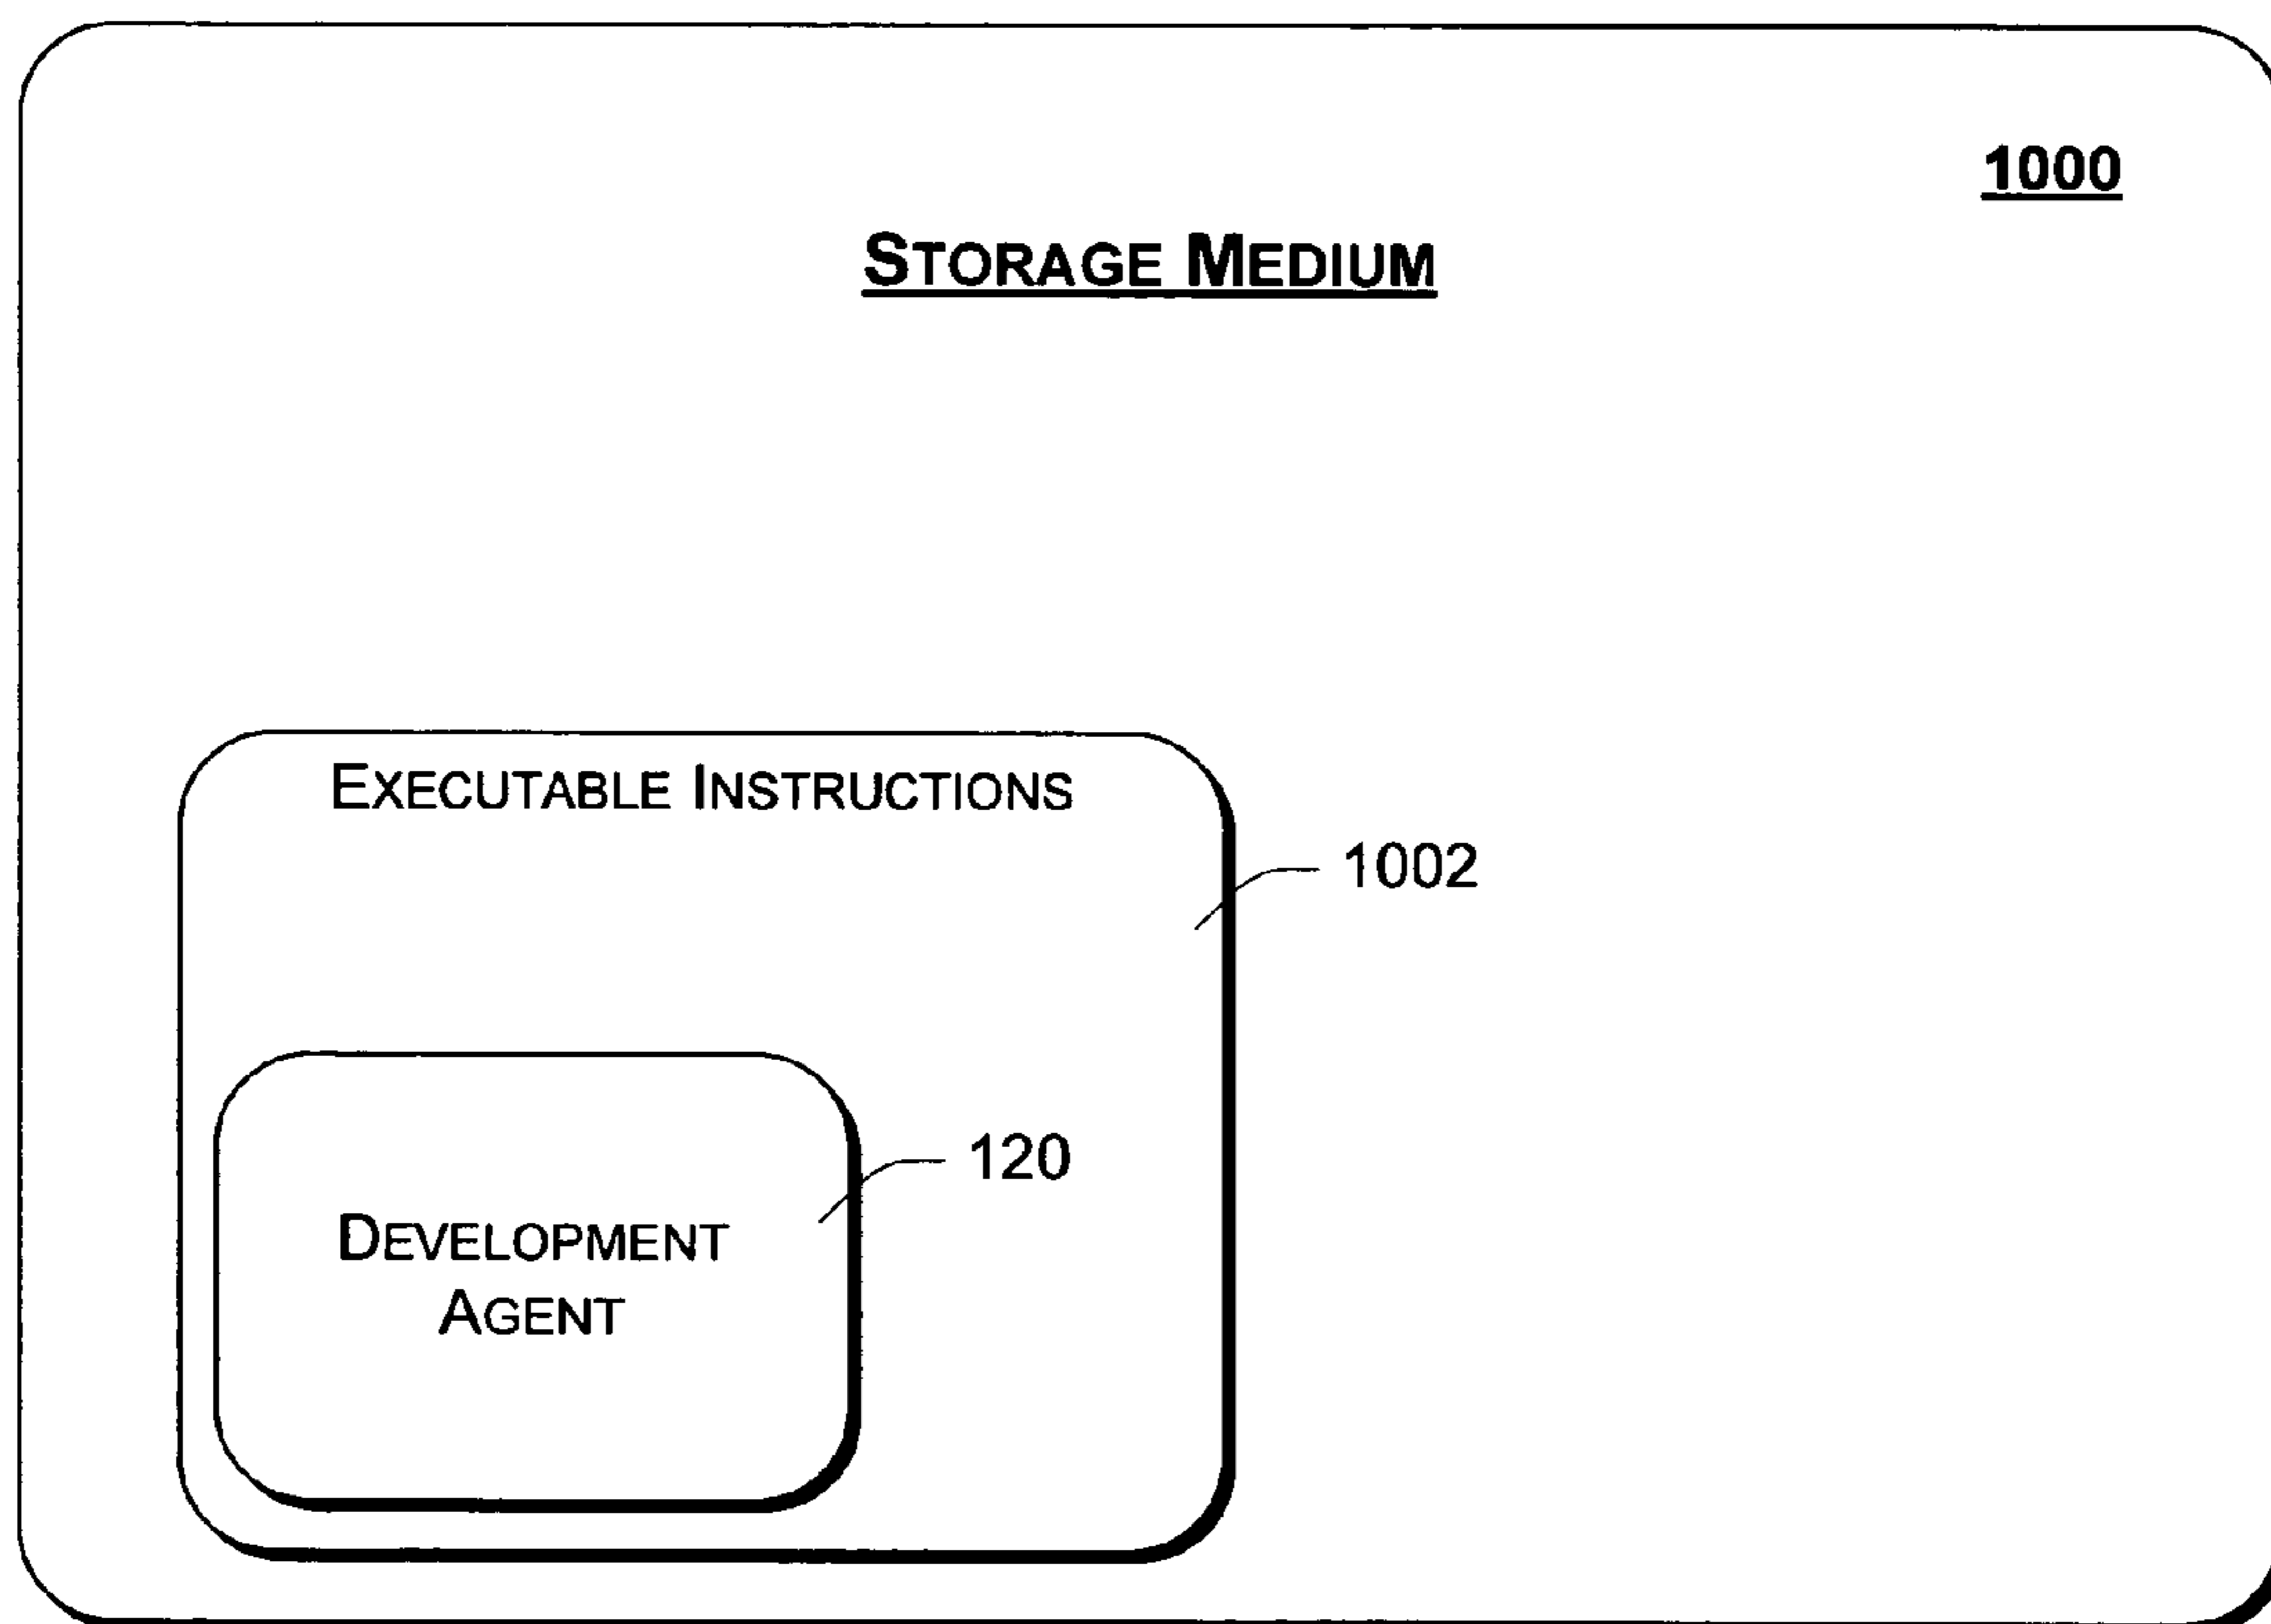 1000
STORAGE MEDIUM
EXECUTABLE INSTRUCTIONS
1002
120
DEVELOPMENT
AGENT